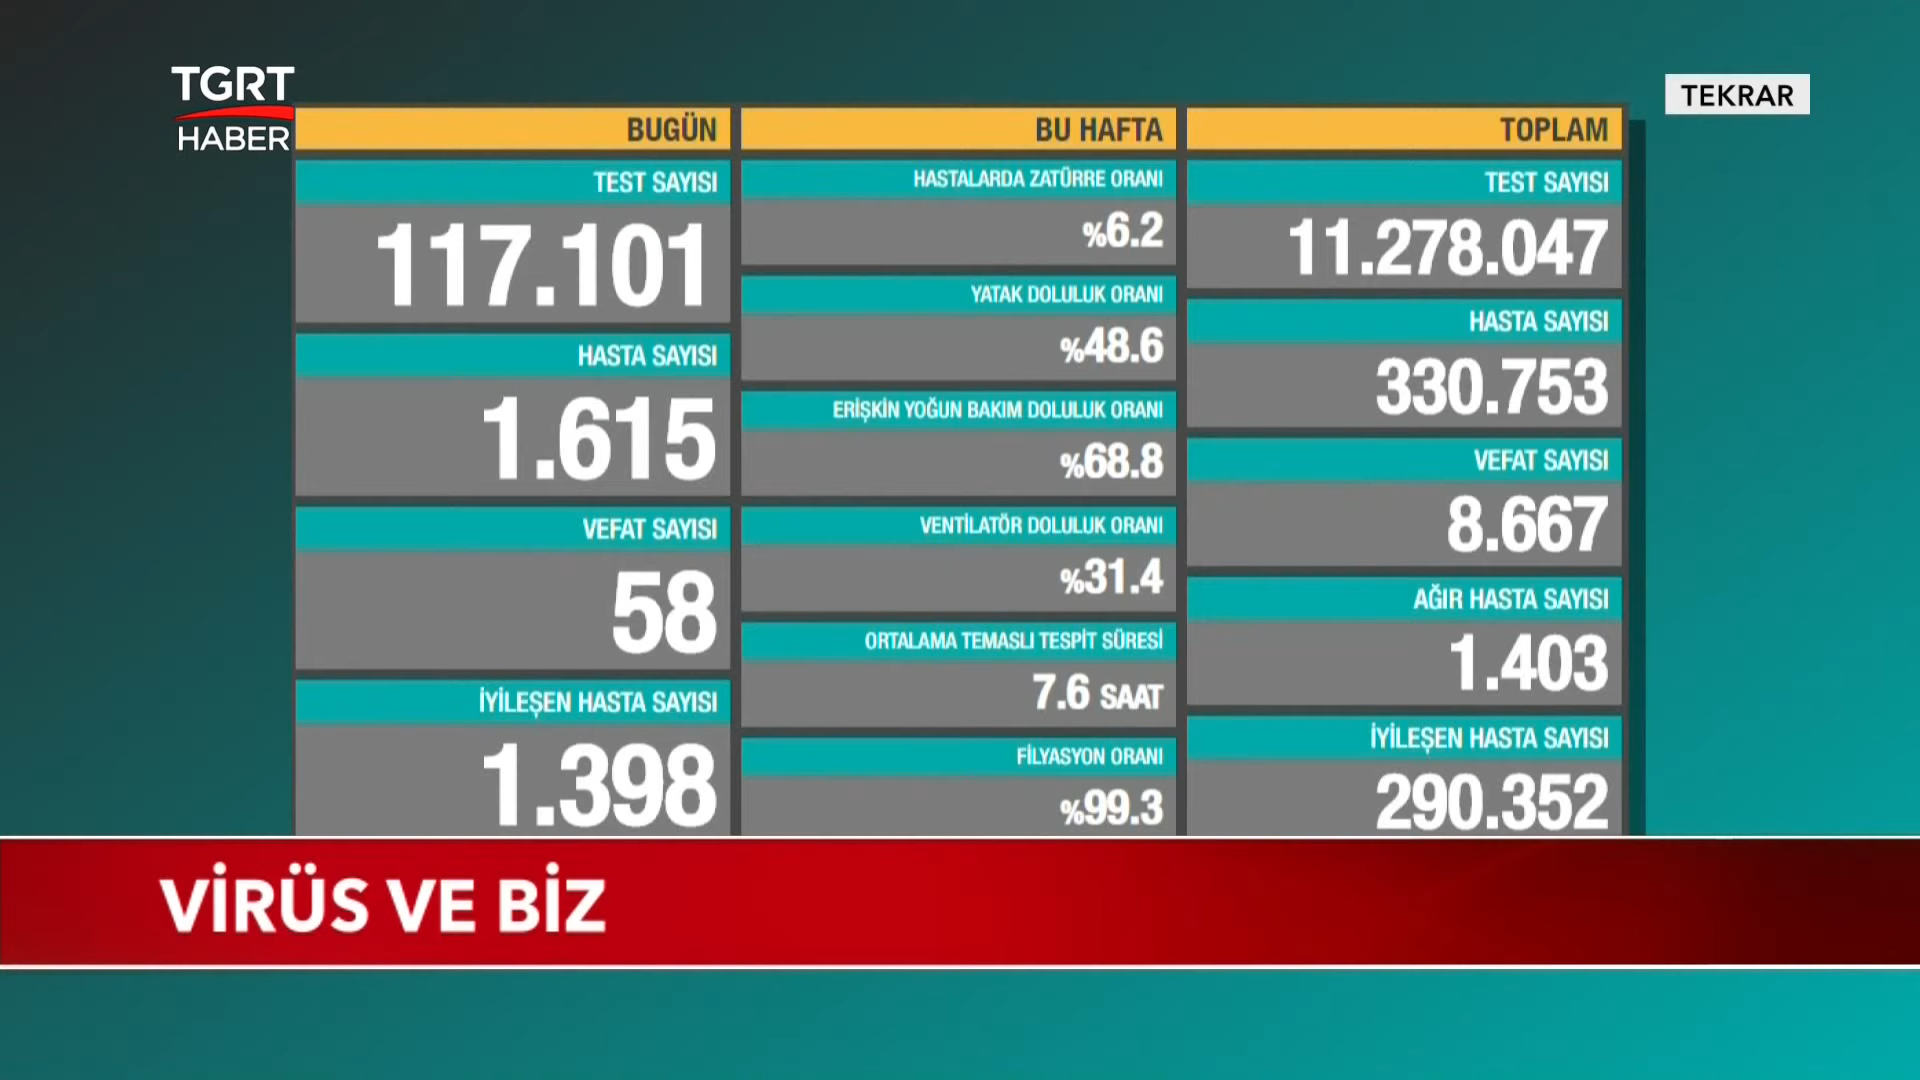 TGRT
HABER
TEKRAR
BUGÜN
TEST SAYISI
117.101
HASTA SAYISI
1.615
VEFAT SAYISI
58
İYİLEŞEN HASTA SAYISI
1.398
BU HAFTA
HASTALARDA ZATÜRRE ORANI
%6.2
YATAK DOLULUK ORANI
%48.6
ERİŞKİN YOĞUN BAKIM DOLULUK ORANI
%68.8
VENTİLATÖR DOLULUK ORANI
%31.4
ORTALAMA TEMASLI TESPİT SÜRESİ
7.6 SAAT
FİLYASYON ORANI
%99.3
TOPLAM
TEST SAYISI
11.278.047
HASTA SAYISI
330.753
VEFAT SAYISI
8.667
AĞIR HASTA SAYISI
1.403
İYİLEŞEN HASTA SAYISI
290.352
VİRÜS VE BİZ